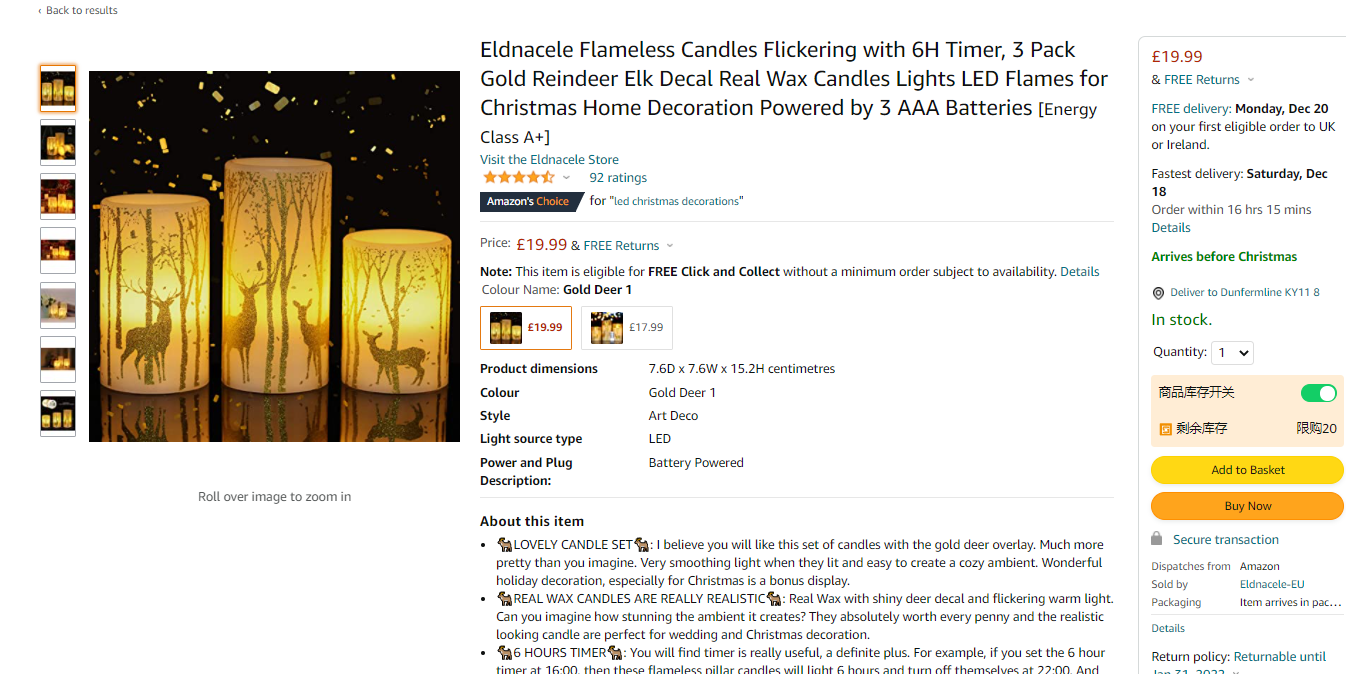 ‹ Back to results
Eldnacele Flameless Candles Flickering with 6H Timer, 3 Pack
Gold Reindeer Elk Decal Real Wax Candles Lights LED Flames for
Christmas Home Decoration Powered by 3 AAA Batteries [Energy
Class A+]
Visit the Eldnacele Store
92 ratings
Amazon's Choice for "led christmas decorations"
Price: £19.99 & FREE Returns
Note: This item is eligible for FREE Click and Collect without a minimum order subject to availability. Details
Colour Name: Gold Deer 1
£19.99 £17.99
Product dimensions 7.6D x 7.6W x 15.2H centimetres
Colour Gold Deer 1
Style Art Deco
Light source type LED
Power and Plug Battery Powered
Description:
Roll over image to zoom in
About this item
• 🐐LOVELY CANDLE SET🐐: I believe you will like this set of candles with the gold deer overlay. Much more
pretty than you imagine. Very smoothing light when they lit and easy to create a cozy ambient. Wonderful
holiday decoration, especially for Christmas is a bonus display.
• 🐐REAL WAX CANDLES ARE REALLY REALISTIC🐐: Real Wax with shiny deer decal and flickering warm light.
Can you imagine how stunning the ambient it creates? They absolutely worth every penny and the realistic
looking candle are perfect for wedding and Christmas decoration.
• 🐐6 HOURS TIMER🐐: You will find timer is really useful, a definite plus. For example, if you set the 6 hour
timer at 16:00, then these flameless pillar candles will light 6 hours and turn off themselves at 22:00. And
£19.99
& FREE Returns
FREE delivery: Monday, Dec 20
on your first eligible order to UK
or Ireland.
Fastest delivery: Saturday, Dec
18
Order within 16 hrs 15 mins
Details
Arrives before Christmas
Deliver to Dunfermline KY11 8
In stock.
Quantity: 1
商品库存开关
剩余库存 限购20
Add to Basket
Buy Now
Secure transaction
Dispatches from Amazon
Sold by Eldnacele-EU
Packaging Item arrives in pac…
Details
Return policy: Returnable until
Jan 31, 2022